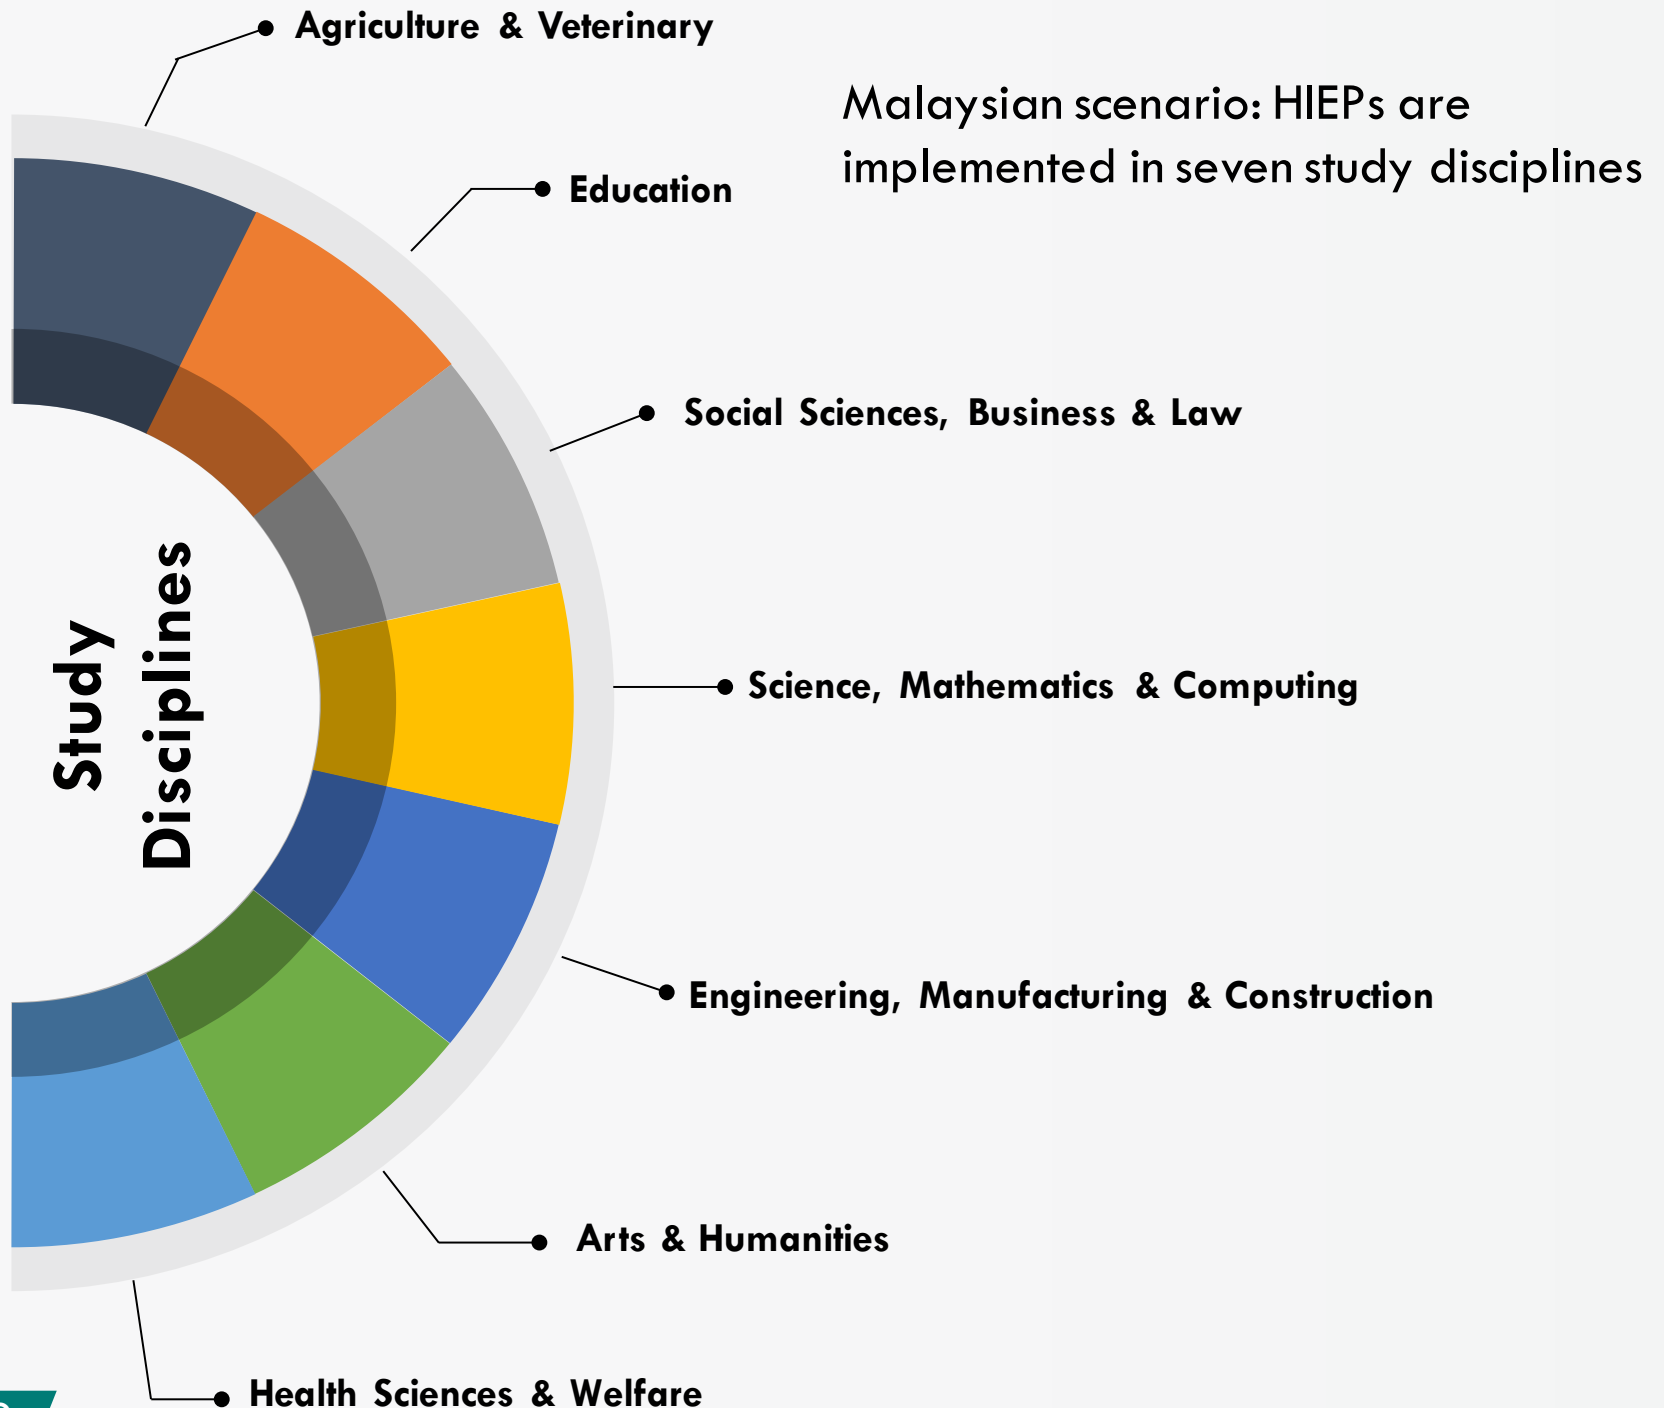 Agriculture & Veterinary
Malaysian scenario: HIEPs are
implemented in seven study disciplines
Education
Social Sciences, Business & Law
Study
Disciplines
Science, Mathematics & Computing
Engineering, Manufacturing & Construction
Arts & Humanities
Health Sciences & Welfare